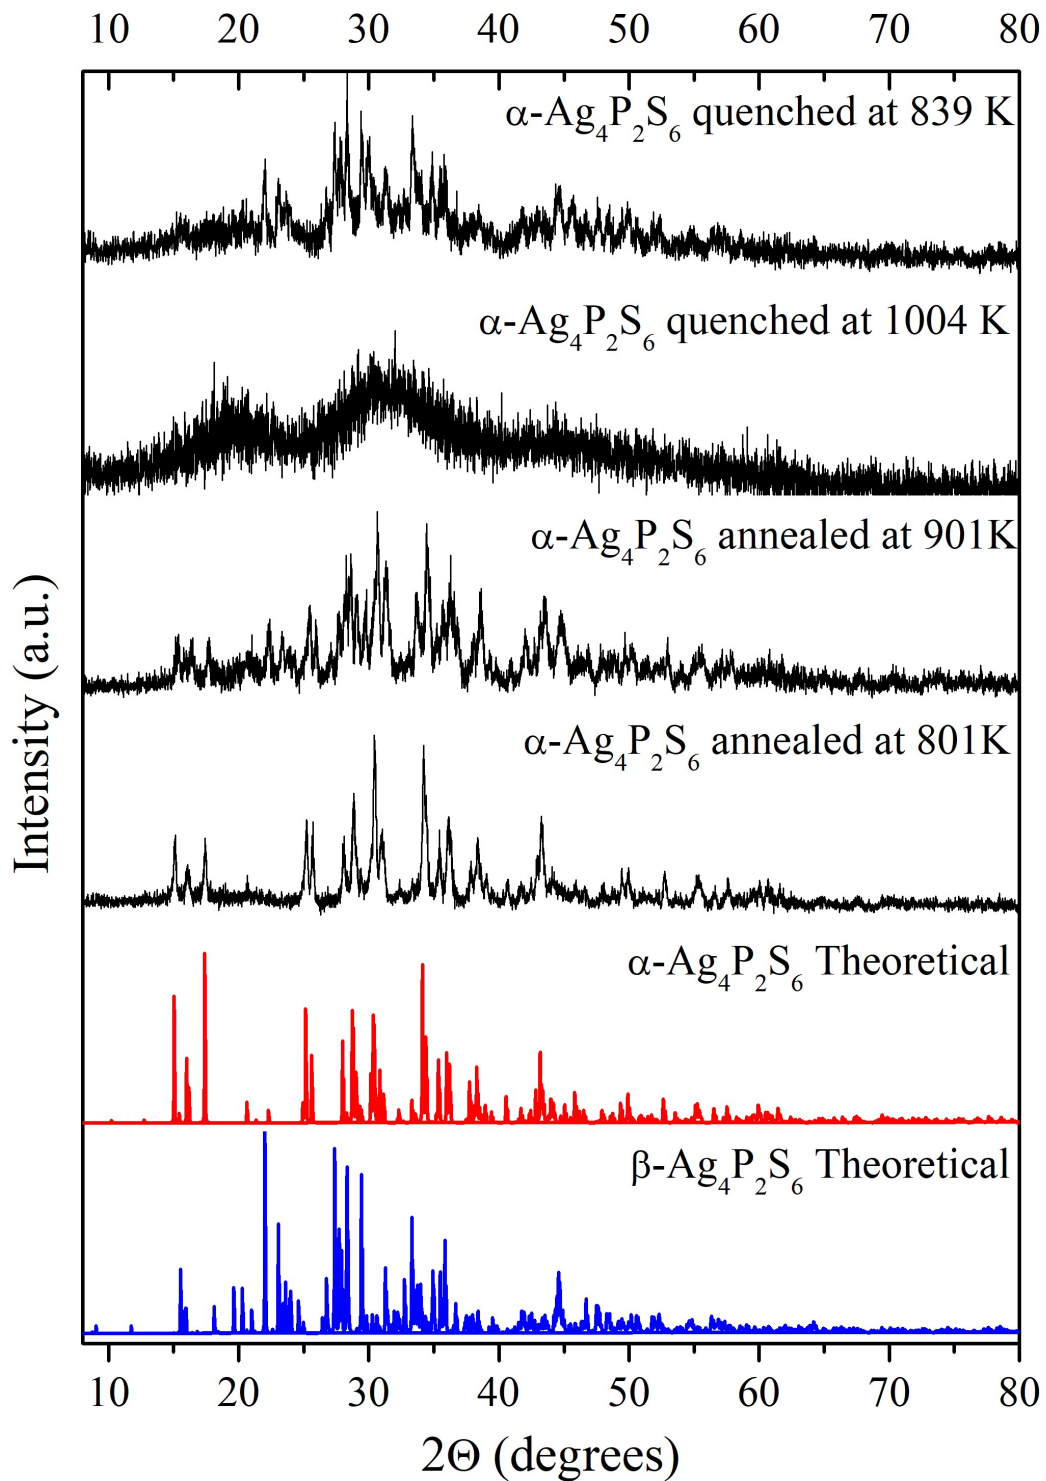 10 20 30 40 50 60 70 80
α-Ag₄P₂S₆ quenched at 839 K
α-Ag₄P₂S₆ quenched at 1004 K
α-Ag₄P₂S₆ annealed at 901K
α-Ag₄P₂S₆ annealed at 801K
α-Ag₄P₂S₆ Theoretical
β-Ag₄P₂S₆ Theoretical
Intensity (a.u.)
10 20 30 40 50 60 70 80
2Θ (degrees)